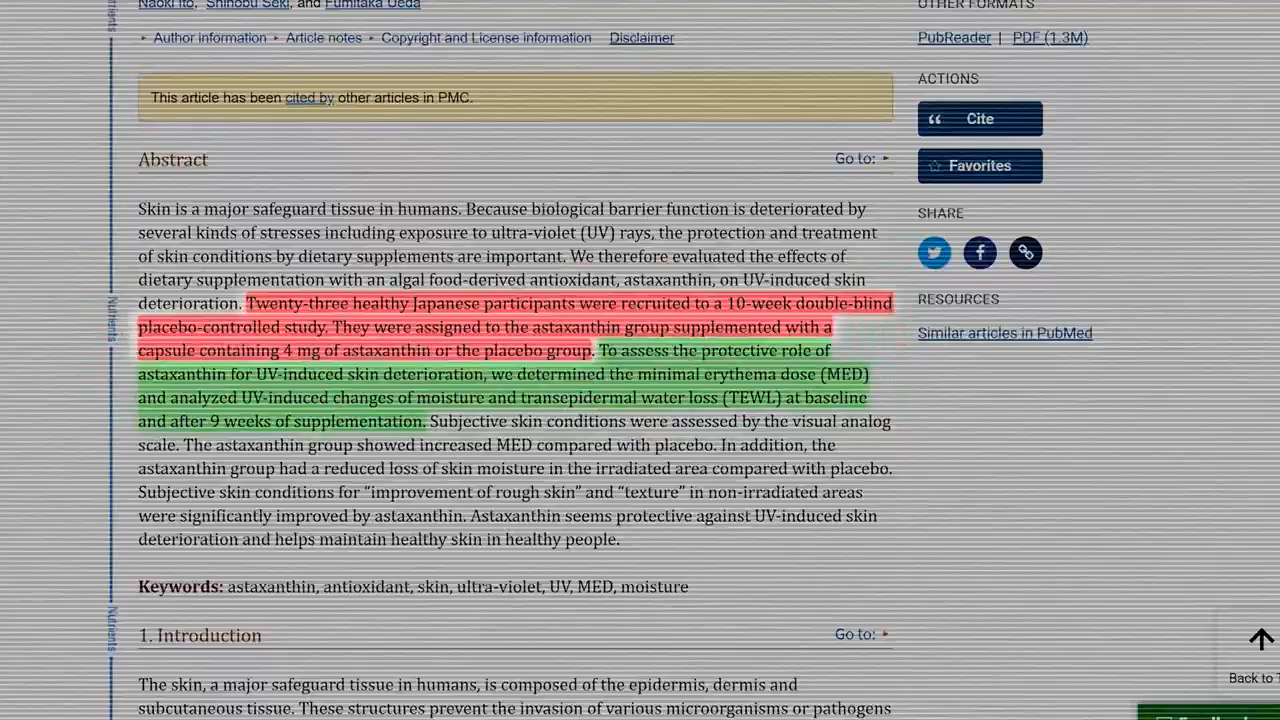 Naoki Ito, Shinobu Seki, and Fumitaka Ueda
OTHER FORMATS
Author information Article notes Copyright and License information Disclaimer
PubReader | PDF (1.3M)
ACTIONS
This article has been cited by other articles in PMC.
Cite
Abstract
Go to:
Favorites
Skin is a major safeguard tissue in humans. Because biological barrier function is deteriorated by
several kinds of stresses including exposure to ultra-violet (UV) rays, the protection and treatment
of skin conditions by dietary supplements are important. We therefore evaluated the effects of
dietary supplementation with an algal food-derived antioxidant, astaxanthin, on UV-induced skin
deterioration. Twenty-three healthy Japanese participants were recruited to a 10-week double-blind
placebo-controlled study. They were assigned to the astaxanthin group supplemented with a
capsule containing 4 mg of astaxanthin or the placebo group. To assess the protective role of
astaxanthin for UV-induced skin deterioration, we determined the minimal erythema dose (MED)
and analyzed UV-induced changes of moisture and transepidermal water loss (TEWL) at baseline
and after 9 weeks of supplementation. Subjective skin conditions were assessed by the visual analog
scale. The astaxanthin group showed increased MED compared with placebo. In addition, the
astaxanthin group had a reduced loss of skin moisture in the irradiated area compared with placebo.
Subjective skin conditions for “improvement of rough skin” and “texture” in non-irradiated areas
were significantly improved by astaxanthin. Astaxanthin seems protective against UV-induced skin
deterioration and helps maintain healthy skin in healthy people.
SHARE
RESOURCES
Similar articles in PubMed
Keywords: astaxanthin, antioxidant, skin, ultra-violet, UV, MED, moisture
1. Introduction
Go to:
The skin, a major safeguard tissue in humans, is composed of the epidermis, dermis and
subcutaneous tissue. These structures prevent the invasion of various microorganisms or pathogens
Back to T
Nutrients
Nutrients